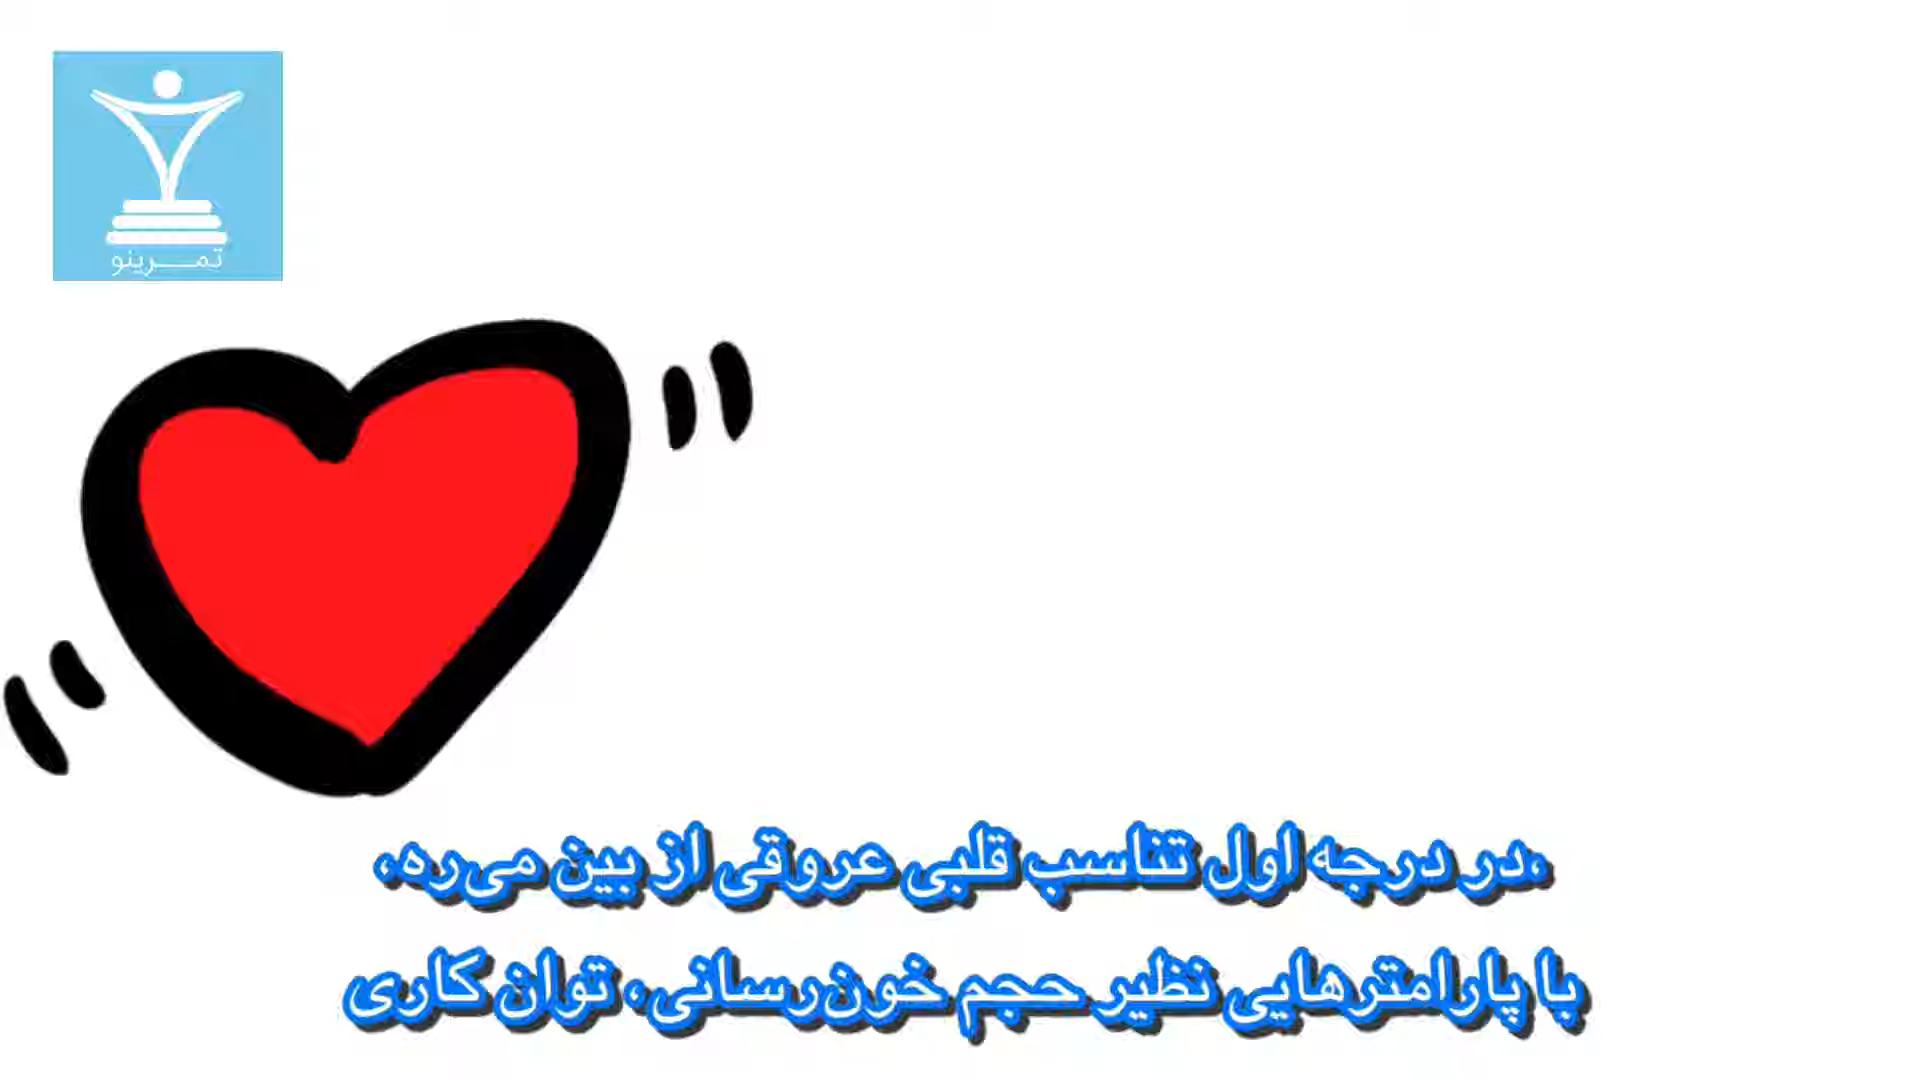 تمرینو
،در درجه اول تناسب قلبی عروقی از بین می‌ره،
با پارامترهایی نظیر حجم خون‌رسانی، توان کاری